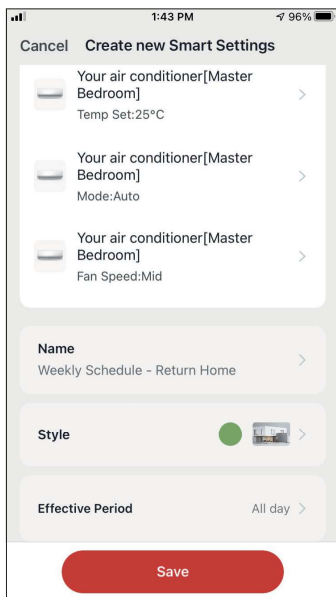 1:43 PM
96%
Cancel Create new Smart Settings
Your air conditioner[Master
Bedroom]
Temp Set:25°C
Your air conditioner[Master
Bedroom]
Mode:Auto
Your air conditioner[Master
Bedroom]
Fan Speed:Mid
Name
Weekly Schedule - Return Home
Style
Effective Period All day
Save